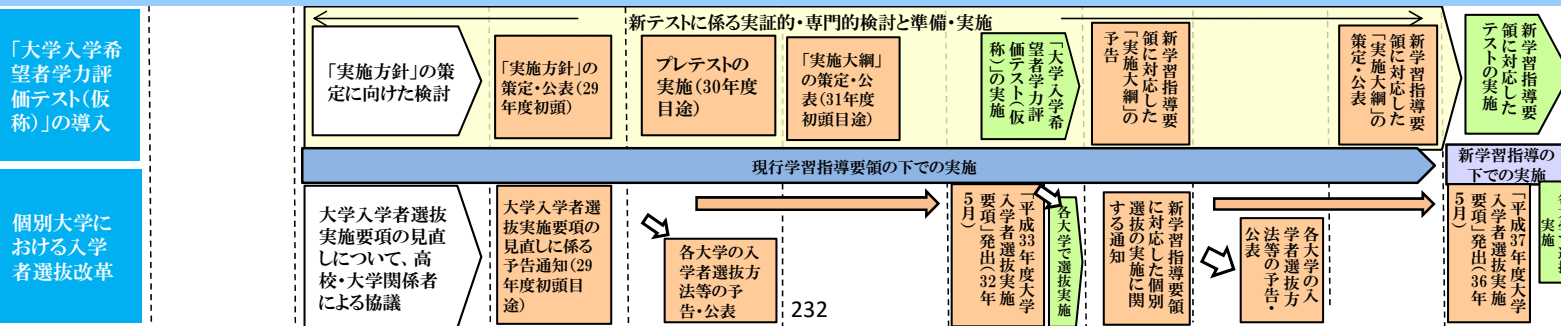 新テストに係る実証的・専門的検討と準備・実施
「大学入学希
望者学力評
価テスト(仮
称)」の導入
「実施方針」の策
定に向けた検討
「実施方針」の
策定・公表(29
年度初頭)
プレテストの
実施(30年度
目途)
「実施大綱」
の策定・公
表(31年度
初頭目途)
「大学入学希
望者学力評
価テスト(仮
称)」の実施
新学習指導要
領に対応した
「実施大綱」の
予告
新学習指導要
領に対応した
「実施大綱」の
策定・公表
新学習指導要
領に対応した
テストの実施
現行学習指導要領の下での実施
新学習指導の
下での実施
個別大学に
おける入学
者選抜改革
大学入学者選抜
実施要項の見直
しについて、高
校・大学関係者
による協議
大学入学者選
抜実施要項の
見直しに係る
予告通知(29
年度初頭目
途)
各大学の入
学者選抜方
法等の予
告・公表
「平成33年度大学
入学者選抜実施
要項」発出(32年
5月)
各大学で選抜実施
新学習指導要領
に対応した個別
選抜の実施に関
する通知
各大学の入
学者選抜方
法等の予告・
公表
「平成37年度大学
入学者選抜実施
要項」発出(36年
5月)
実施
232